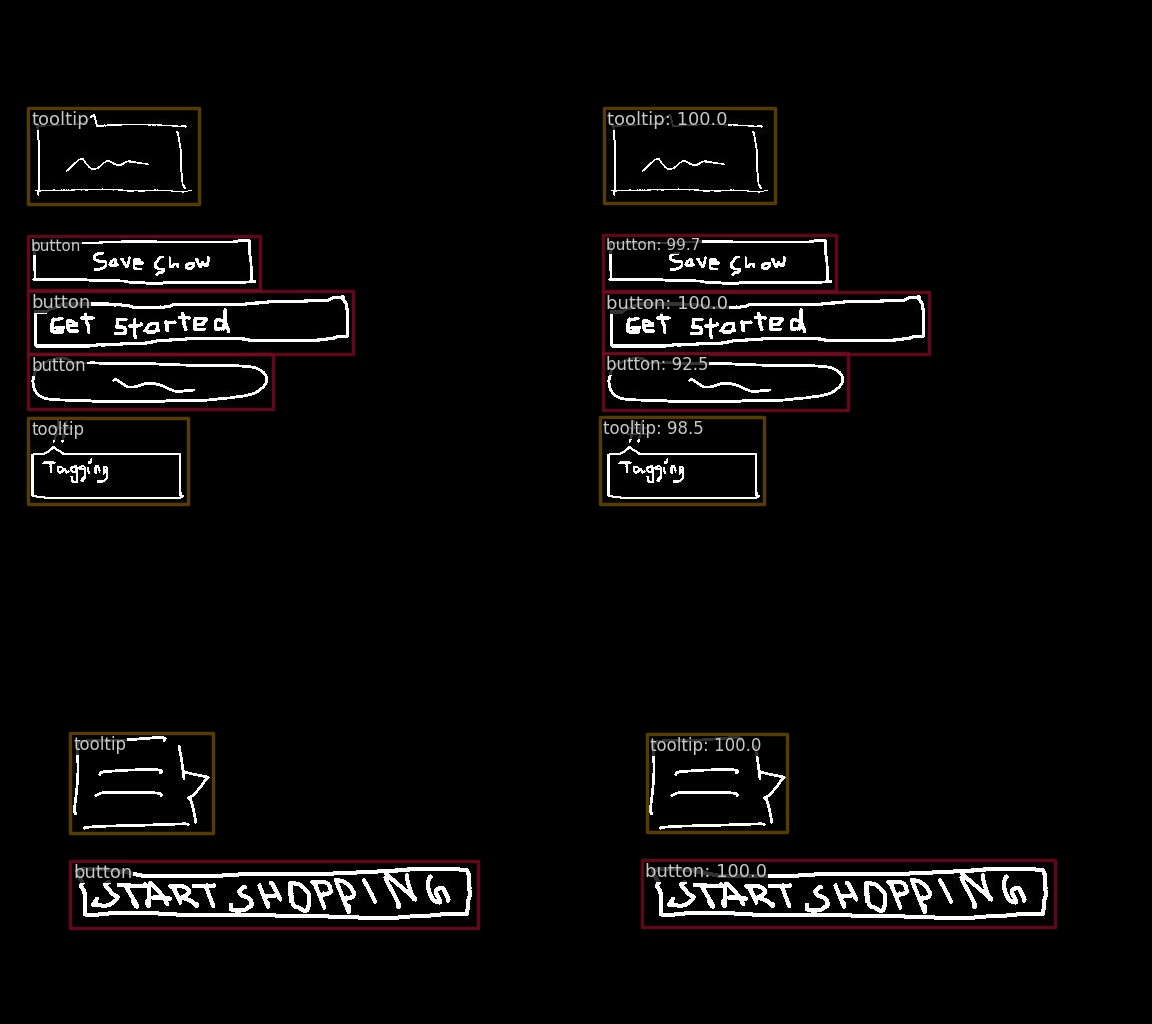 tooltip tooltip: 100.0
button button: 99.7
Save Show Save Show
button button: 100.0
GET Started GET Started
button button: 92.5
tooltip tooltip: 98.5
Tagging Tagging
tooltip tooltip: 100.0
button button: 100.0
START SHOPPING START SHOPPING